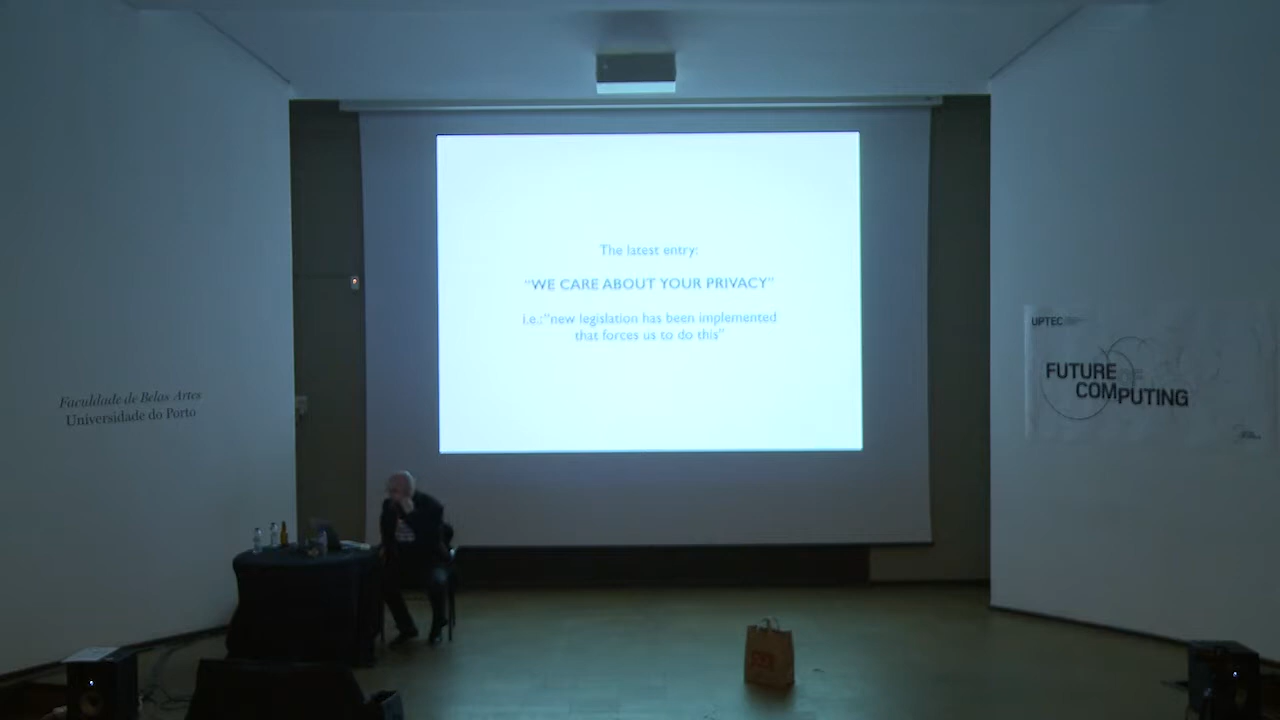 The latest entry:
“WE CARE ABOUT YOUR PRIVACY”
i.e.:”new legislation has been implemented
that forces us to do this”
Faculdade de Belas Artes
Universidade do Porto
UPTEC
FUTURE
OF
COMPUTING